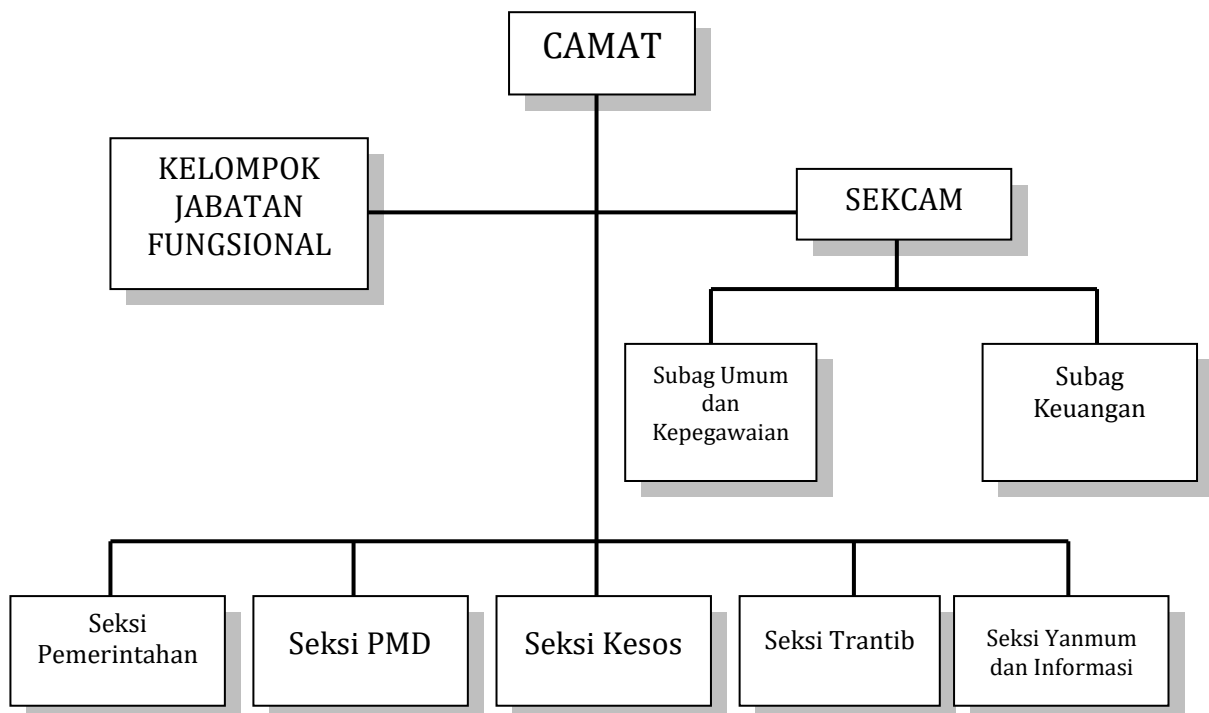 CAMAT
KELOMPOK
JABATAN
FUNGSIONAL
SEKCAM
Subag Umum
dan
Kepegawaian
Subag
Keuangan
Seksi
Pemerintahan
Seksi PMD
Seksi Kesos
Seksi Trantib
Seksi Yanmum
dan Informasi